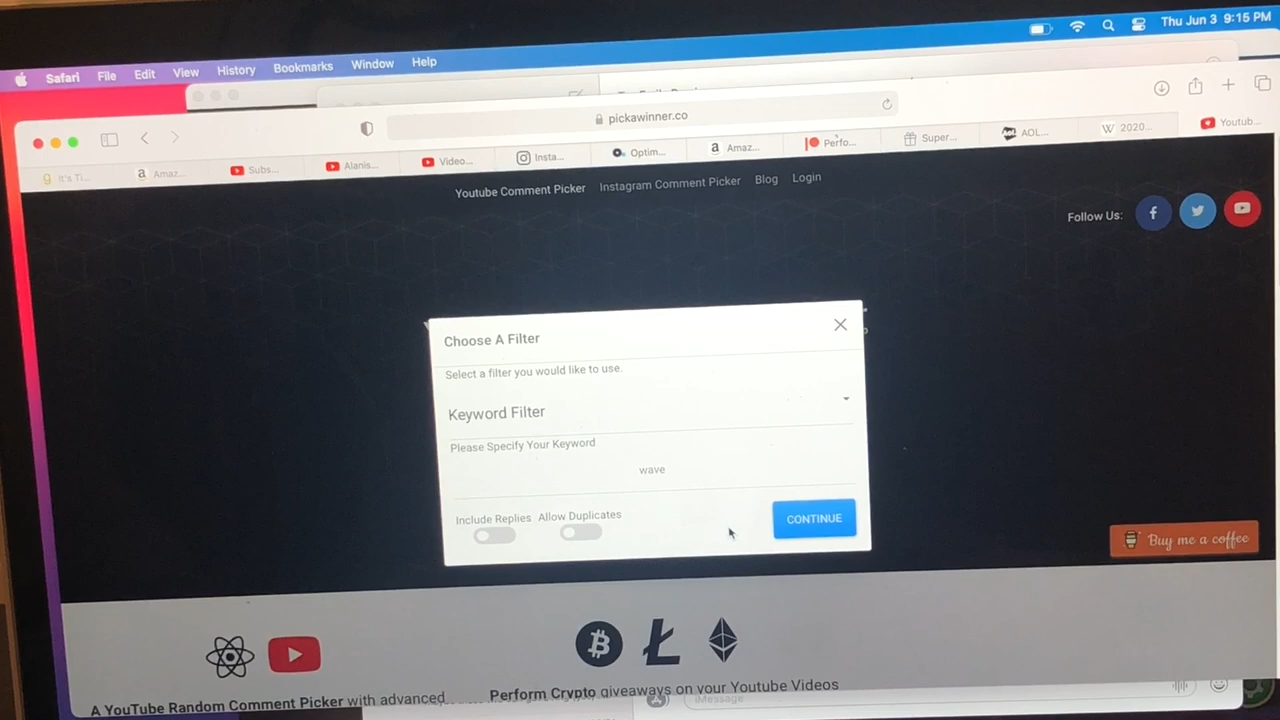 Safari File Edit View History Bookmarks Window Help Thu Jun 3 9:15 PM
pickawinner.co
It's Ti... Amaz... Subs... Alanis... Video... Insta... Optim... Amaz... Perfo... Super... AOL... 2020... Youtub...
Youtube Comment Picker Instagram Comment Picker Blog Login
Follow Us:
Choose A Filter
Select a filter you would like to use.
Keyword Filter
Please Specify Your Keyword
wave
Include Replies Allow Duplicates
CONTINUE
Buy me a coffee
A YouTube Random Comment Picker with advanced
Perform Crypto giveaways on your Youtube Videos
iMessage